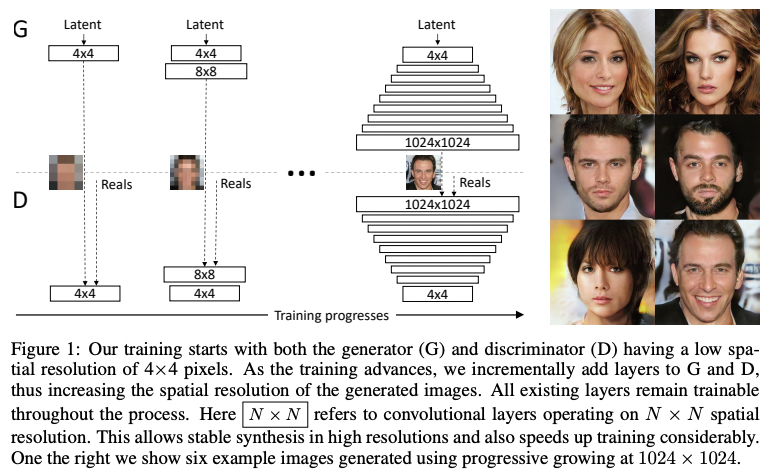 G
Latent
Latent
Latent
4x4
4x4
4x4
8x8
1024x1024
Reals
Reals
Reals
D
1024x1024
8x8
4x4
4x4
4x4
Training progresses
Figure 1: Our training starts with both the generator (G) and discriminator (D) having a low spa-
tial resolution of 4×4 pixels. As the training advances, we incrementally add layers to G and D,
thus increasing the spatial resolution of the generated images. All existing layers remain trainable
throughout the process. Here N × N refers to convolutional layers operating on N × N spatial
resolution. This allows stable synthesis in high resolutions and also speeds up training considerably.
One the right we show six example images generated using progressive growing at 1024 × 1024.